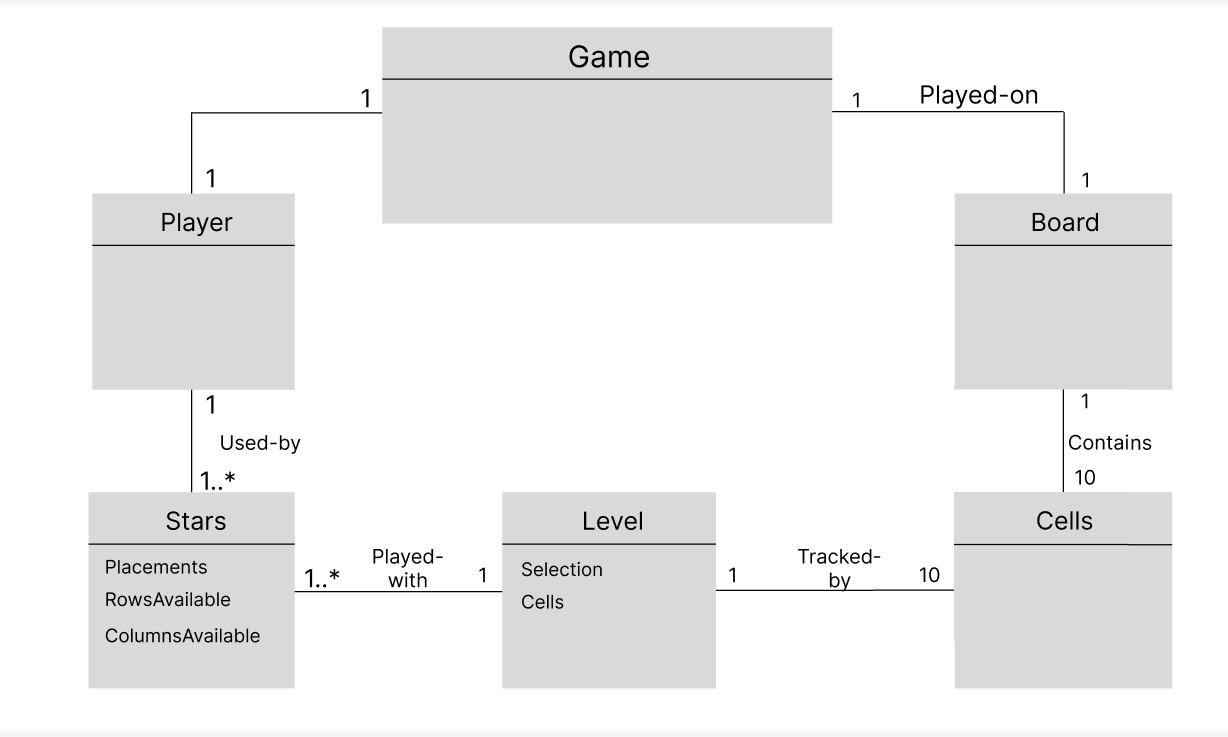 Game
1
1 Played-on
1
1
Player
Board
1
1
Used-by
Contains
1..*
10
Stars
Level
Cells
Placements
RowsAvailable
ColumnsAvailable
1..*
Played-
with
1
Selection
Cells
1
Tracked-
by
10